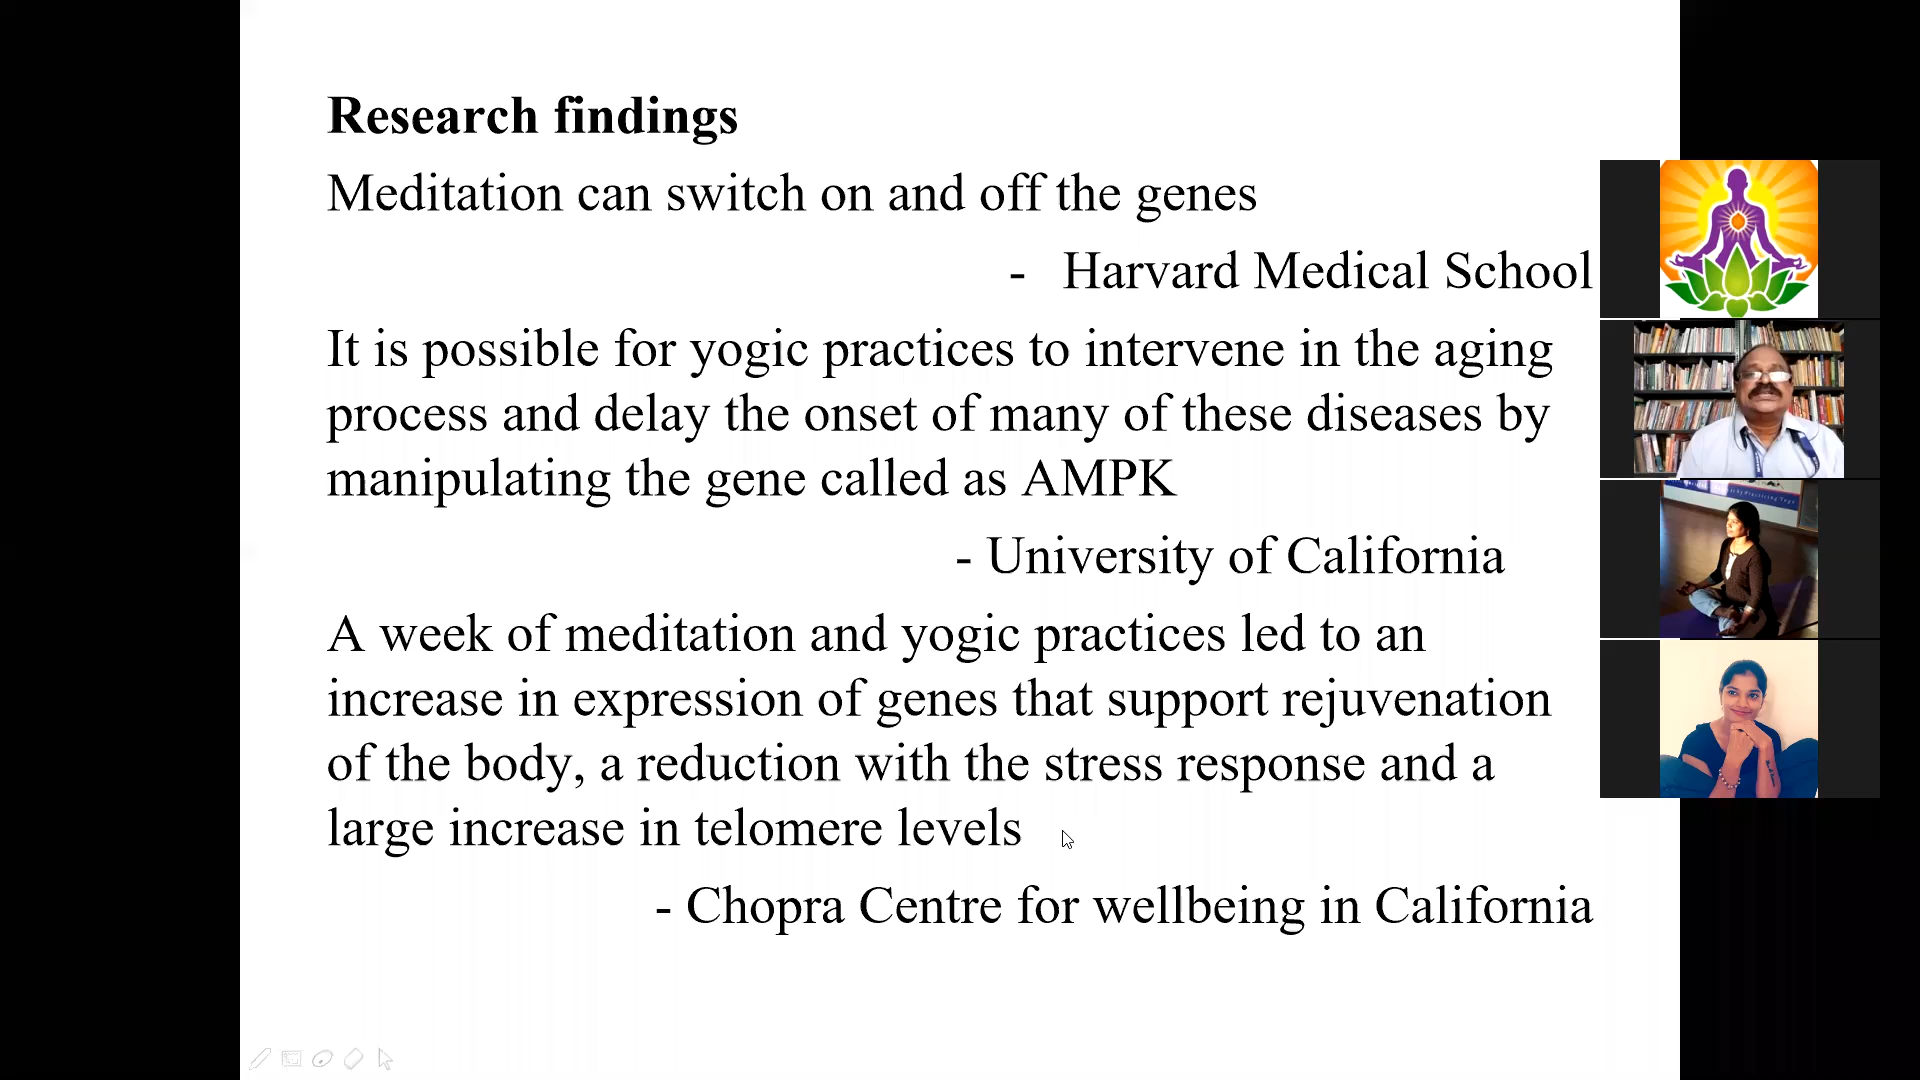 Research findings
Meditation can switch on and off the genes
- Harvard Medical School
It is possible for yogic practices to intervene in the aging
process and delay the onset of many of these diseases by
manipulating the gene called as AMPK
- University of California
A week of meditation and yogic practices led to an
increase in expression of genes that support rejuvenation
of the body, a reduction with the stress response and a
large increase in telomere levels
- Chopra Centre for wellbeing in California